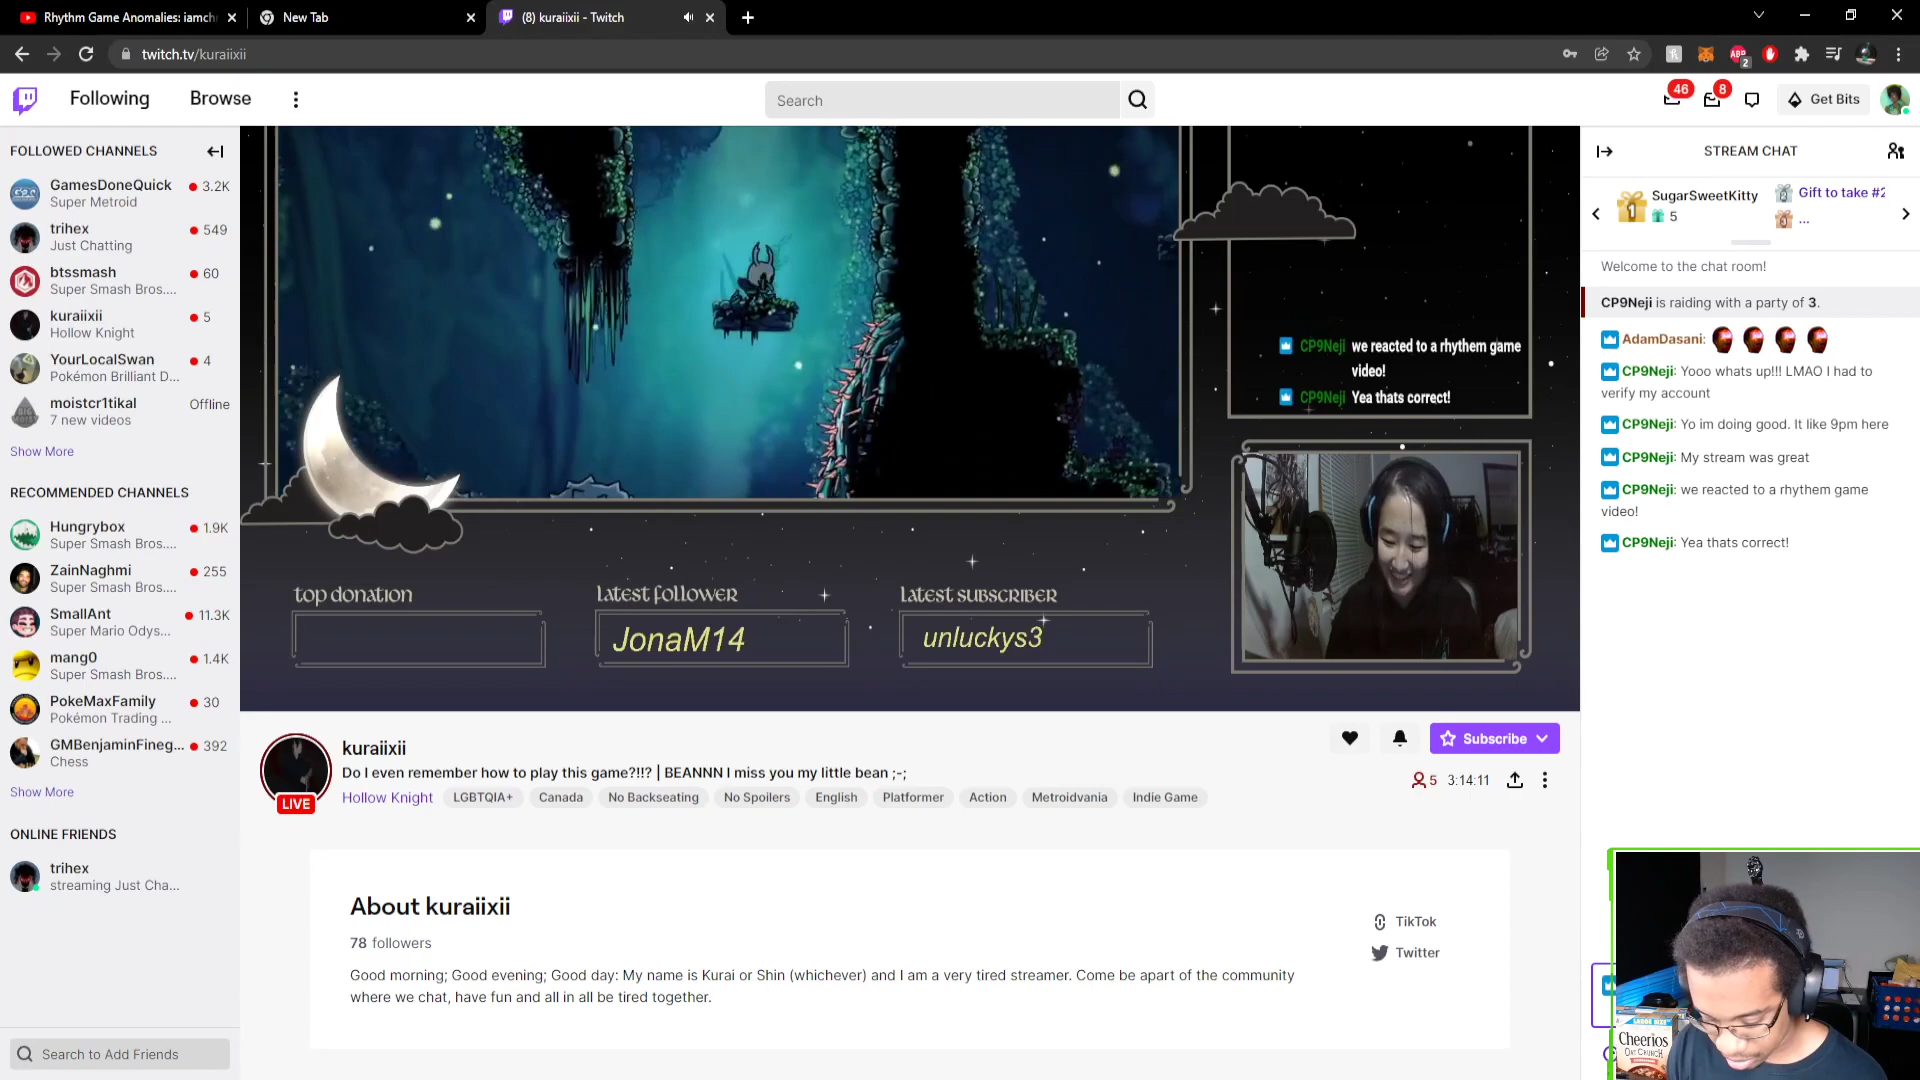 Rhythm Game Anomalies: iamchr
New Tab
(8) kuraiixii - Twitch
twitch.tv/kuraiixii
2
Following
Browse
Search
46
8
Get Bits
FOLLOWED CHANNELS
GamesDoneQuick
3.2K
Super Metroid
trihex
549
Just Chatting
btssmash
60
Super Smash Bros....
kuraiixii
5
Hollow Knight
YourLocalSwan
4
Pokémon Brilliant D...
moistcr1tikal
Offline
7 new videos
Show More
RECOMMENDED CHANNELS
Hungrybox
1.9K
Super Smash Bros....
ZainNaghmi
255
Super Smash Bros....
SmallAnt
11.3K
Super Mario Odys...
mang0
1.4K
Super Smash Bros....
PokeMaxFamily
30
Pokémon Trading ...
GMBenjaminFineg...
392
Chess
Show More
ONLINE FRIENDS
trihex
streaming Just Cha...
Search to Add Friends
CP9Neji we reacted to a rhythem game
video!
CP9Neji Yea thats correct!
top donation
latest follower
latest subscriber
JonaM14
unluckys3
LIVE
kuraiixii
Do I even remember how to play this game?!!? | BEANNN I miss you my little bean ;-;
Hollow Knight LGBTQIA+ Canada No Backseating No Spoilers English Platformer Action Metroidvania Indie Game
Subscribe
5 3:14:11
About kuraiixii
78 followers
Good morning; Good evening; Good day: My name is Kurai or Shin (whichever) and I am a very tired streamer. Come be apart of the community
where we chat, have fun and all in all be tired together.
TikTok
Twitter
STREAM CHAT
1
SugarSweetKitty
5
Gift to take #2
...
Welcome to the chat room!
CP9Neji is raiding with a party of 3.
AdamDasani:
CP9Neji: Yooo whats up!!! LMAO I had to
verify my account
CP9Neji: Yo im doing good. It like 9pm here
CP9Neji: My stream was great
CP9Neji: we reacted to a rhythem game
video!
CP9Neji: Yea thats correct!
LARGE SIZE
Cheerios
OAT CRUNCH